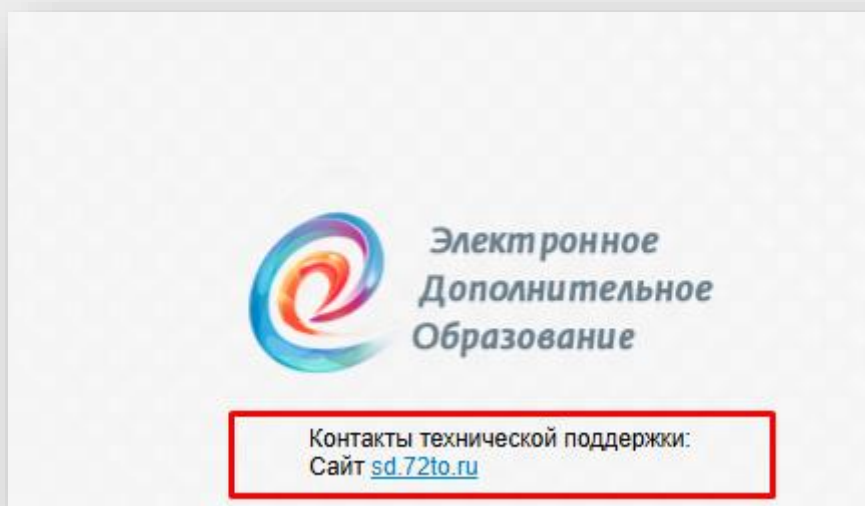 Электронное
Дополнительное
Образование
Контакты технической поддержки:
Сайт sd.72to.ru